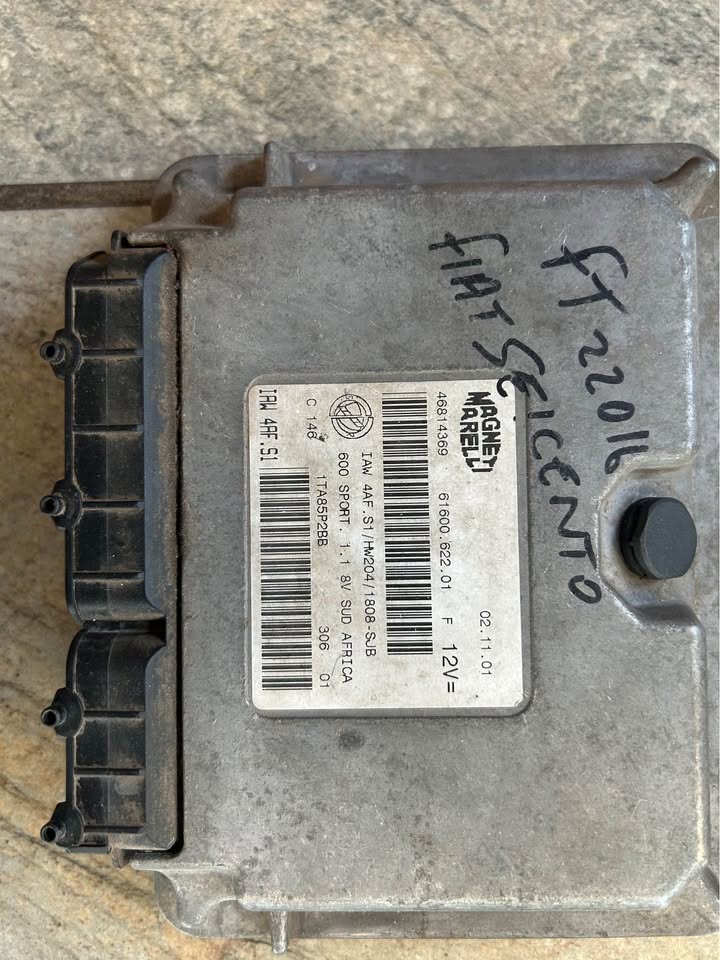 FT 22016
FIAT SEICENTO
02.11.01
MAGNETI
MARELLI
46814369 61600.622.01 F 12V=
IAW 4AF.S1/HW204/1808-SJB
600 SPORT. 1.1 8V SUD AFRICA
C 146 1TA85P2BB 306 01
IAW 4AF.S1